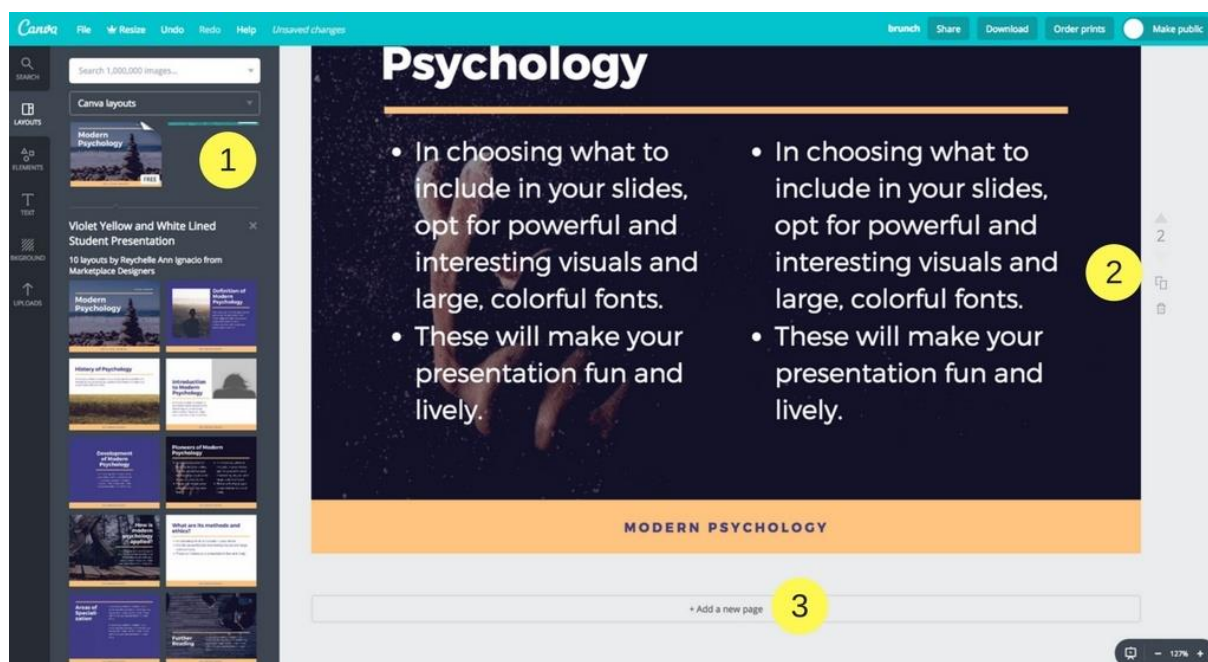 Canva
File
Resize
Undo
Redo
Help
Unsaved changes
brunch
Share
Download
Order prints
Make public
SEARCH
LAYOUTS
ELEMENTS
TEXT
BKGROUND
UPLOADS
Search 1,000,000 images...
Canva layouts
Modern
Psychology
FREE
1
Violet Yellow and White Lined
Student Presentation
10 layouts by Reychelle Ann Ignacio from
Marketplace Designers
Modern
Psychology
Definition of
Modern
Psychology
History of Psychology
Introduction
to Modern
Psychology
Development
of Modern
Psychology
Pioneers of Modern
Psychology
How is
modern
psychology
applied?
What are its methods and
ethics?
Areas of
Speciali-
zation
Further
Reading
Psychology
• In choosing what to
include in your slides,
opt for powerful and
interesting visuals and
large, colorful fonts.
• These will make your
presentation fun and
lively.
• In choosing what to
include in your slides,
opt for powerful and
interesting visuals and
large, colorful fonts.
• These will make your
presentation fun and
lively.
MODERN PSYCHOLOGY
2
2
+ Add a new page
3
− 127% +